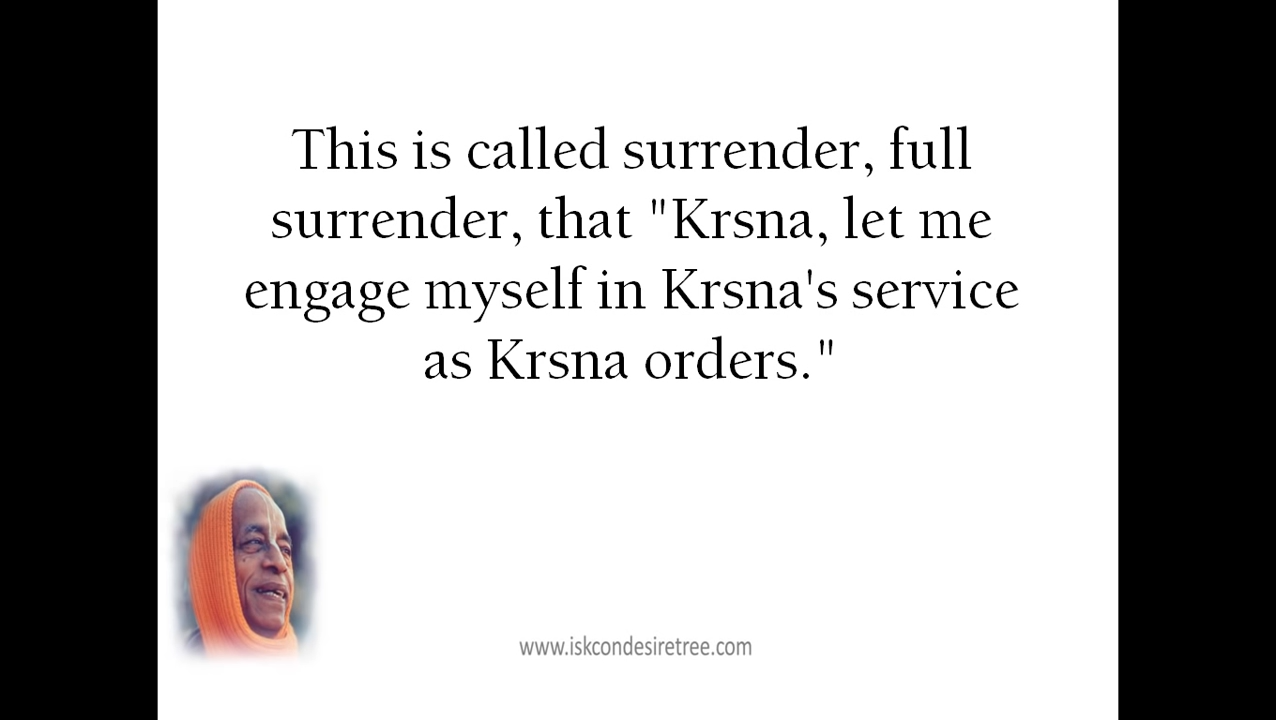 This is called surrender, full
surrender, that "Krsna, let me
engage myself in Krsna's service
as Krsna orders."
www.iskcondesiretree.com